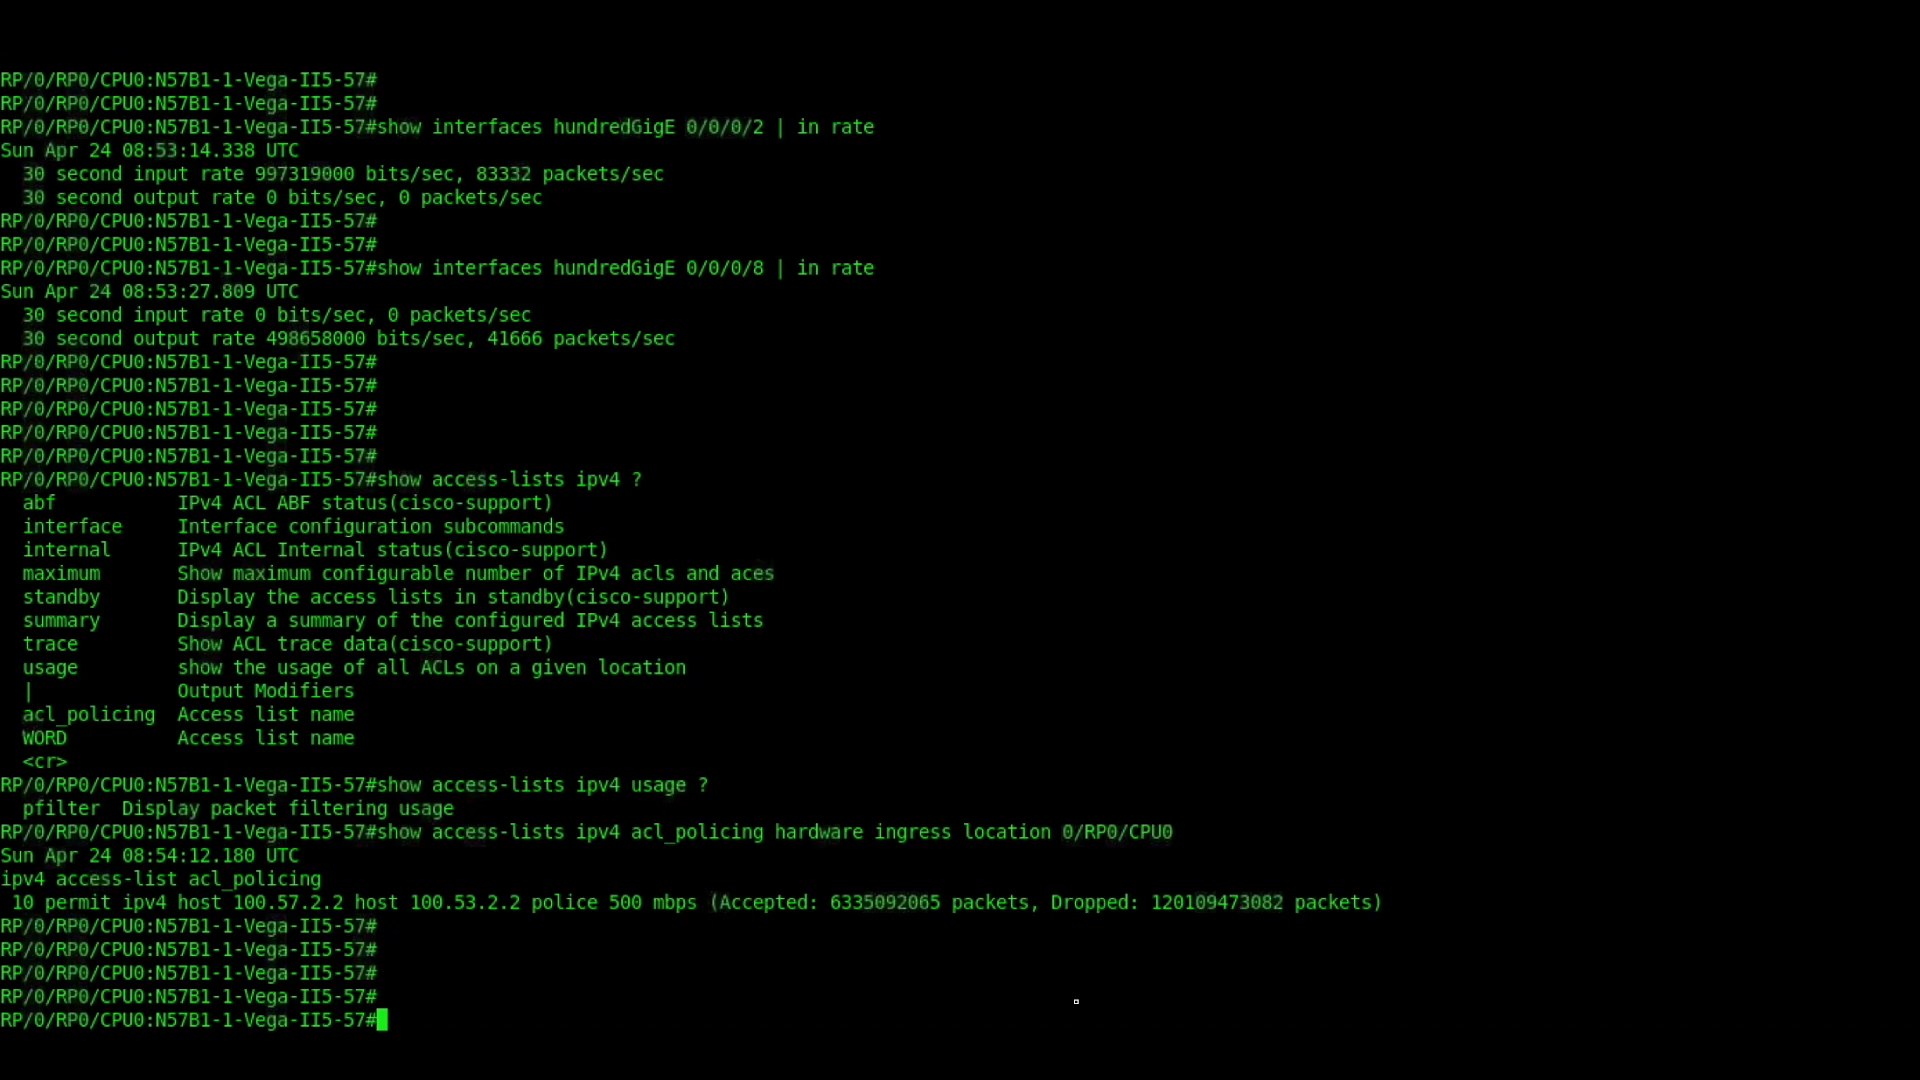 RP/0/RP0/CPU0:N57B1-1-Vega-II5-57#
RP/0/RP0/CPU0:N57B1-1-Vega-II5-57#
RP/0/RP0/CPU0:N57B1-1-Vega-II5-57#show interfaces hundredGigE 0/0/0/2 | in rate
Sun Apr 24 08:53:14.338 UTC
  30 second input rate 997319000 bits/sec, 83332 packets/sec
  30 second output rate 0 bits/sec, 0 packets/sec
RP/0/RP0/CPU0:N57B1-1-Vega-II5-57#
RP/0/RP0/CPU0:N57B1-1-Vega-II5-57#
RP/0/RP0/CPU0:N57B1-1-Vega-II5-57#show interfaces hundredGigE 0/0/0/8 | in rate
Sun Apr 24 08:53:27.809 UTC
  30 second input rate 0 bits/sec, 0 packets/sec
  30 second output rate 498658000 bits/sec, 41666 packets/sec
RP/0/RP0/CPU0:N57B1-1-Vega-II5-57#
RP/0/RP0/CPU0:N57B1-1-Vega-II5-57#
RP/0/RP0/CPU0:N57B1-1-Vega-II5-57#
RP/0/RP0/CPU0:N57B1-1-Vega-II5-57#
RP/0/RP0/CPU0:N57B1-1-Vega-II5-57#
RP/0/RP0/CPU0:N57B1-1-Vega-II5-57#show access-lists ipv4 ?
  abf           IPv4 ACL ABF status(cisco-support)
  interface     Interface configuration subcommands
  internal      IPv4 ACL Internal status(cisco-support)
  maximum       Show maximum configurable number of IPv4 acls and aces
  standby       Display the access lists in standby(cisco-support)
  summary       Display a summary of the configured IPv4 access lists
  trace         Show ACL trace data(cisco-support)
  usage         show the usage of all ACLs on a given location
  |             Output Modifiers
  acl_policing  Access list name
  WORD          Access list name
  <cr>
RP/0/RP0/CPU0:N57B1-1-Vega-II5-57#show access-lists ipv4 usage ?
  pfilter  Display packet filtering usage
RP/0/RP0/CPU0:N57B1-1-Vega-II5-57#show access-lists ipv4 acl_policing hardware ingress location 0/RP0/CPU0
Sun Apr 24 08:54:12.180 UTC
ipv4 access-list acl_policing
 10 permit ipv4 host 100.57.2.2 host 100.53.2.2 police 500 mbps (Accepted: 6335092065 packets, Dropped: 120109473082 packets)
RP/0/RP0/CPU0:N57B1-1-Vega-II5-57#
RP/0/RP0/CPU0:N57B1-1-Vega-II5-57#
RP/0/RP0/CPU0:N57B1-1-Vega-II5-57#
RP/0/RP0/CPU0:N57B1-1-Vega-II5-57#
RP/0/RP0/CPU0:N57B1-1-Vega-II5-57#